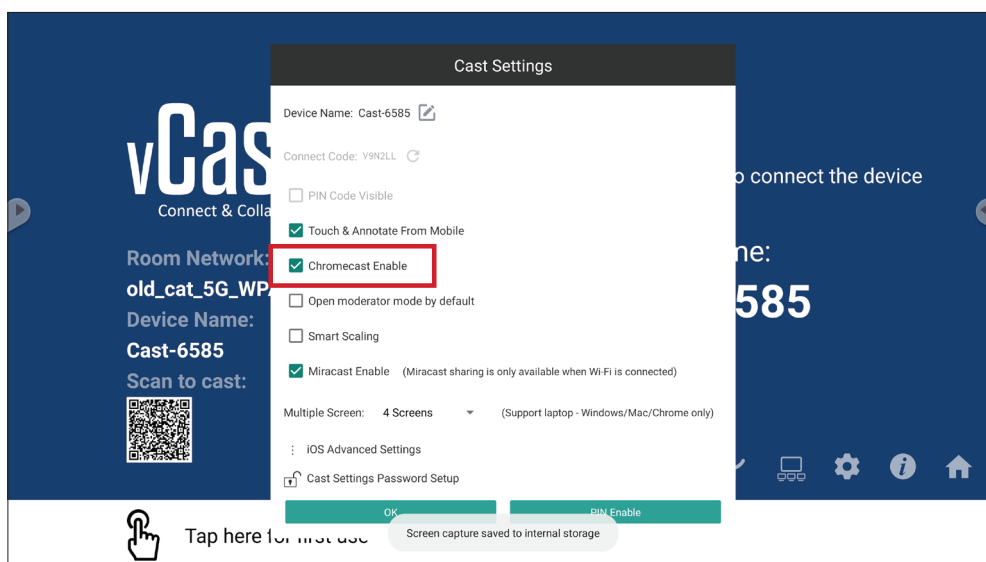 Cast Settings
Device Name: Cast-6585
Connect Code: V9N2LL
PIN Code Visible
Touch & Annotate From Mobile
Chromecast Enable
Open moderator mode by default
Smart Scaling
Miracast Enable (Miracast sharing is only available when Wi-Fi is connected)
Multiple Screen: 4 Screens (Support laptop - Windows/Mac/Chrome only)
iOS Advanced Settings
Cast Settings Password Setup
OK PIN Enable
Screen capture saved to internal storage
vCas
Connect & Colla
Room Network:
old_cat_5G_WP
Device Name:
Cast-6585
Scan to cast:
connect the device
me:
585
Tap here for first use